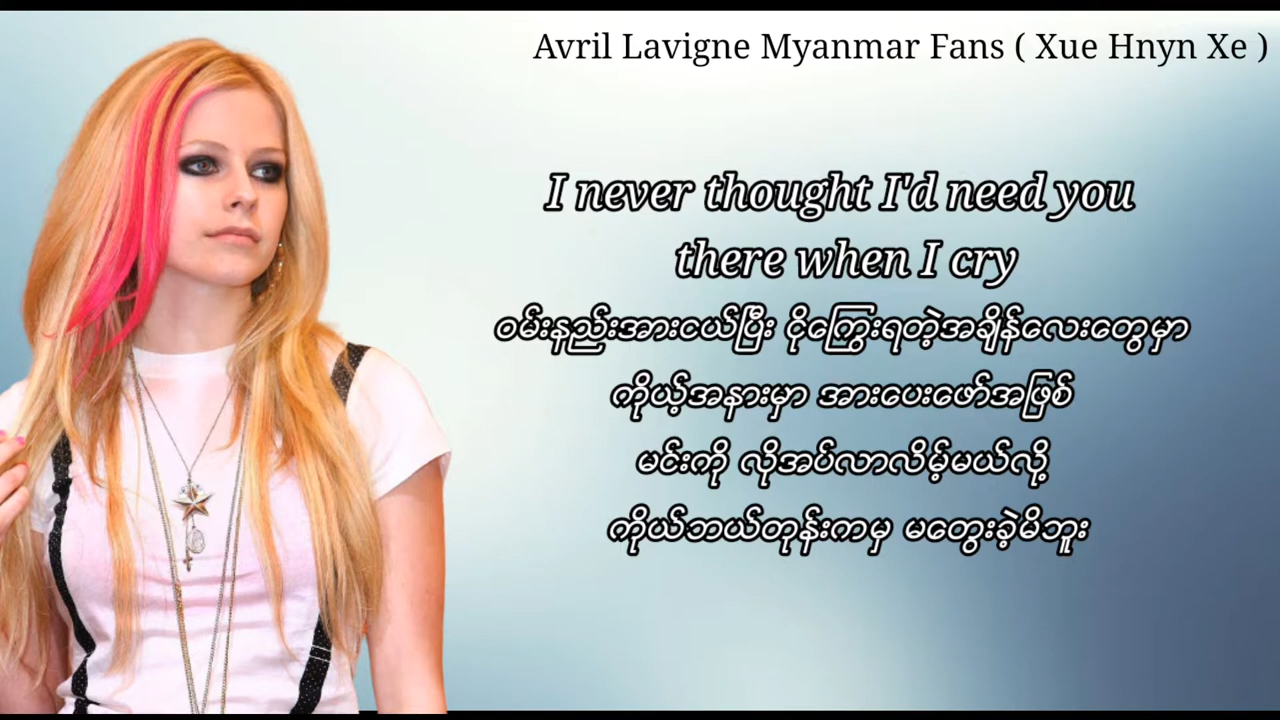 Avril Lavigne Myanmar Fans ( Xue Hnyn Xe )
I never thought I'd need you
there when I cry
ဝမ်းနည်းအားငယ်ပြီး ငိုကြွေးရတဲ့အချိန်လေးတွေမှာ
ကိုယ့်အနားမှာ အားပေးဖော်အဖြစ်
မင်းကို လိုအပ်လာလိမ့်မယ်လို့
ကိုယ်ဘယ်တုန်းကမှ မတွေးခဲ့မိဘူး